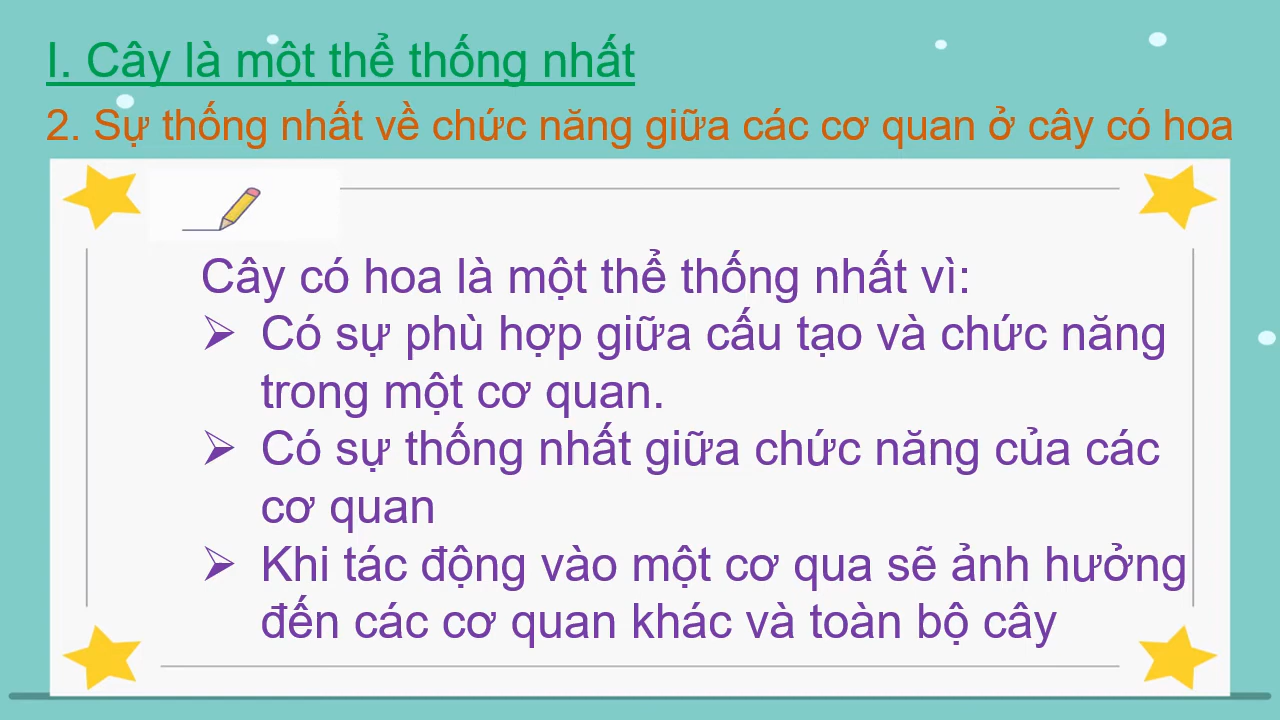 I. Cây là một thể thống nhất
2. Sự thống nhất về chức năng giữa các cơ quan ở cây có hoa
Cây có hoa là một thể thống nhất vì:
➢ Có sự phù hợp giữa cấu tạo và chức năng
trong một cơ quan.
➢ Có sự thống nhất giữa chức năng của các
cơ quan
➢ Khi tác động vào một cơ qua sẽ ảnh hưởng
đến các cơ quan khác và toàn bộ cây